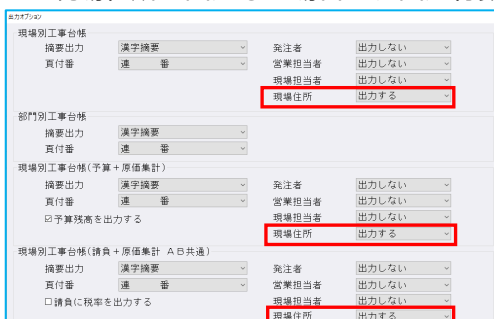 出力オプション
現場別工事台帳
摘要出力 漢字摘要 発注者 出力しない
頁付番 連 番 営業担当者 出力しない
現場担当者 出力しない
現場住所 出力する
部門別工事台帳
摘要出力 漢字摘要
頁付番 連 番
現場別工事台帳(予算+原価集計)
摘要出力 漢字摘要 発注者 出力しない
頁付番 連 番 営業担当者 出力しない
☑予算残高を出力する 現場担当者 出力しない
現場住所 出力する
現場別工事台帳(請負+原価集計 AB共通)
摘要出力 漢字摘要 発注者 出力しない
頁付番 連 番 営業担当者 出力しない
☐請負に税率を出力する 現場担当者 出力しない
現場住所 出力する